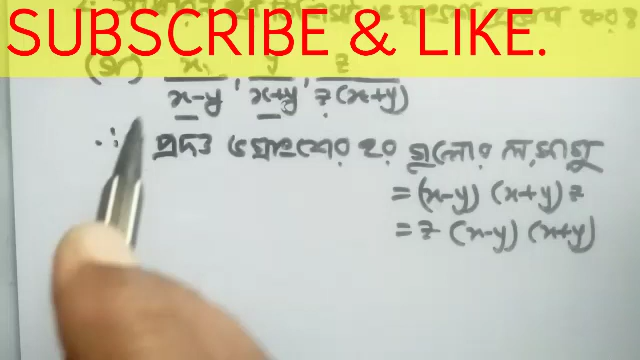 SUBSCRIBE & LIKE.
x/x-y, y/x+y, z/z(x+y)
∴ প্রদত্ত ভগ্নাংশের হর গুলোর ল,সাগু
= (x-y) (x+y) z
= z (x-y) (x+y)